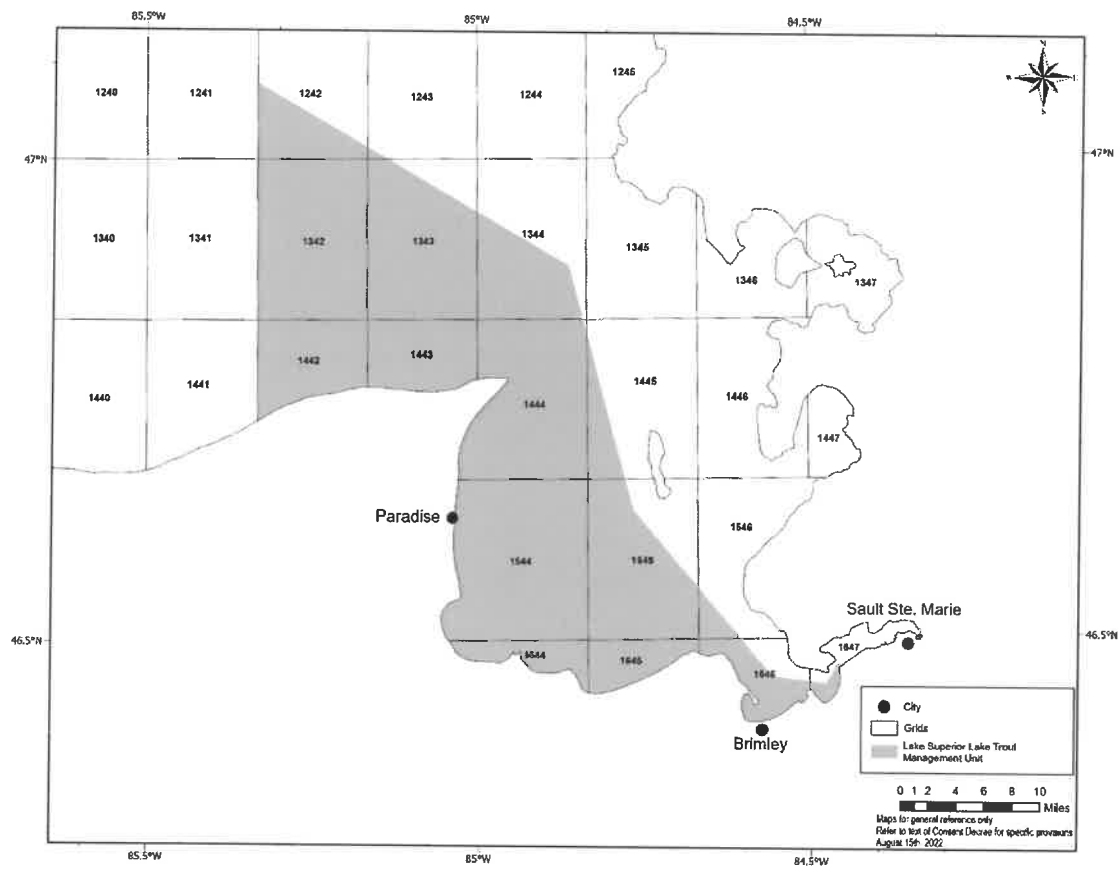 85.5°W 85°W 84.5°W
N
1240 1241 1242 1243 1244 1245
47°N 47°N
1340 1341 1342 1343 1344 1345 1346 1347
1440 1441 1442 1443 1444 1445 1446 1447
Paradise
1544 1545 1546
Sault Ste. Marie
46.5°N 46.5°N
1644 1645 1646 1647
Brimley
City
Grids
Lake Superior Lake Trout
Management Unit
0 1 2 4 6 8 10
Miles
Maps for general reference only
Refer to text of Consent Decree for specific provisions
August 15th 2022
85.5°W 85°W 84.5°W